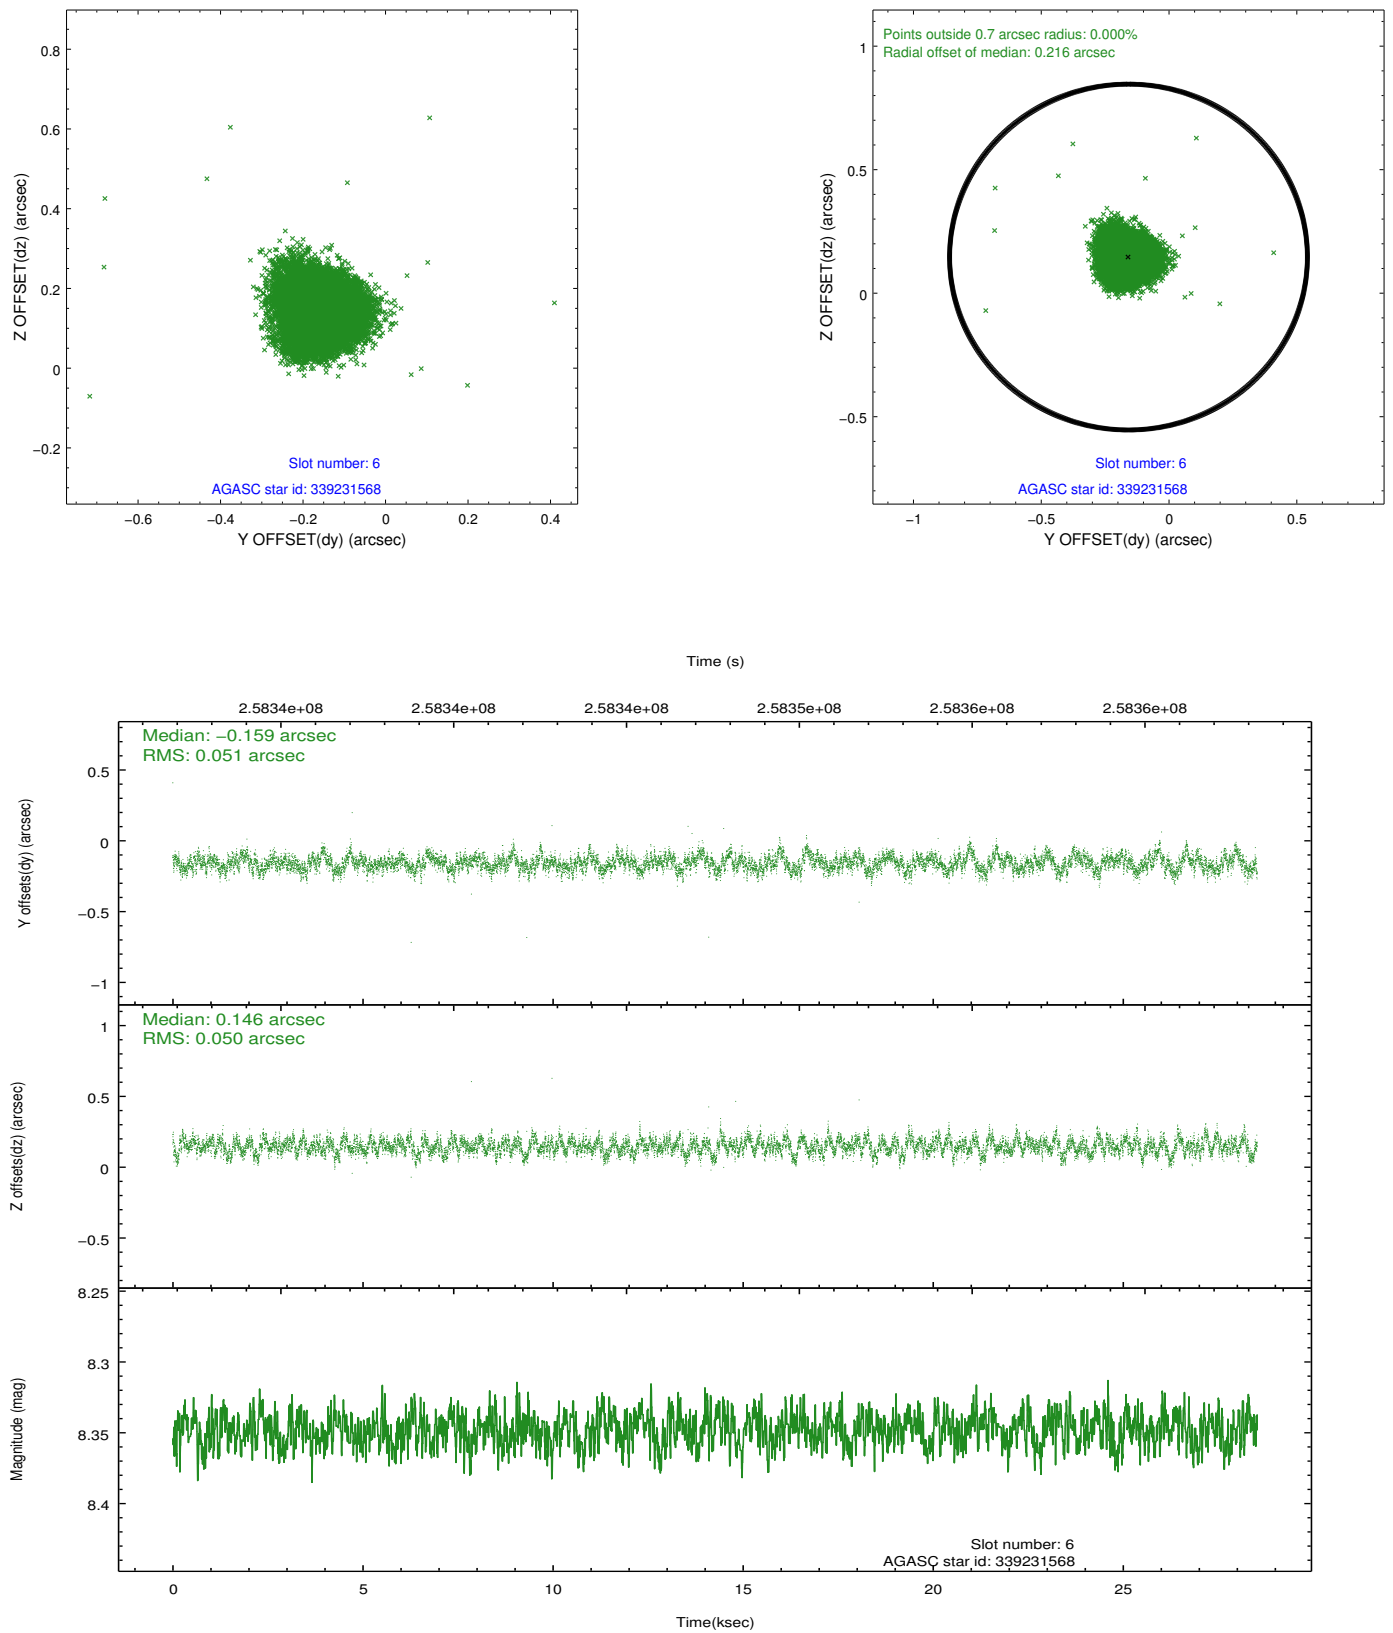 0.8
0.6
0.4
0.2
0
−0.2
Z OFFSET(dz) (arcsec)
Slot number: 6
AGASC star id: 339231568
−0.6 −0.4 −0.2 0 0.2 0.4
Y OFFSET(dy) (arcsec)
Points outside 0.7 arcsec radius: 0.000%
Radial offset of median: 0.216 arcsec
1
0.5
0
−0.5
Z OFFSET(dz) (arcsec)
Slot number: 6
AGASC star id: 339231568
−1 −0.5 0 0.5
Y OFFSET(dy) (arcsec)
Time (s)
2.5834e+08 2.5834e+08 2.5834e+08 2.5835e+08 2.5836e+08 2.5836e+08
Median: −0.159 arcsec
RMS: 0.051 arcsec
0.5
0
−0.5
−1
Y offsets(dy) (arcsec)
Median: 0.146 arcsec
RMS: 0.050 arcsec
1
0.5
0
−0.5
Z offsets(dz) (arcsec)
8.25
8.3
8.35
8.4
Magnitude (mag)
Slot number: 6
AGASC star id: 339231568
0 5 10 15 20 25
Time(ksec)